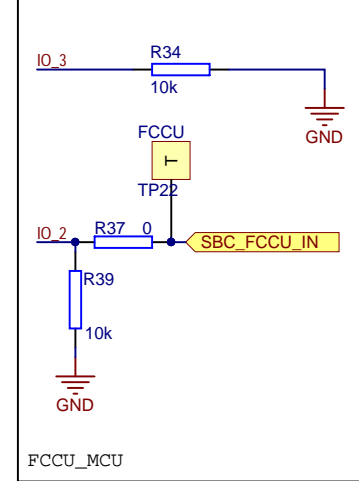 IO_3
R34
10k
GND
FCCU
T
TP22
IO_2
R37 0
SBC_FCCU_IN
R39
10k
GND
FCCU_MCU